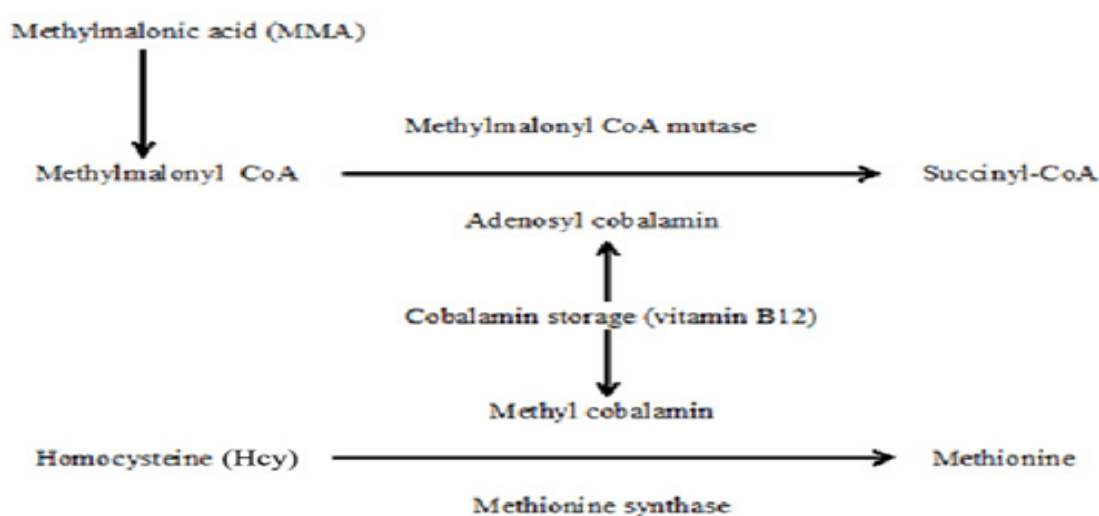 Methylmalonic acid (MMA)
Methylmalonyl CoA mutase
Methylmalonyl CoA
Succinyl-CoA
Adenosyl cobalamin
Cobalamin storage (vitamin B12)
Methyl cobalamin
Homocysteine (Hcy)
Methionine
Methionine synthase